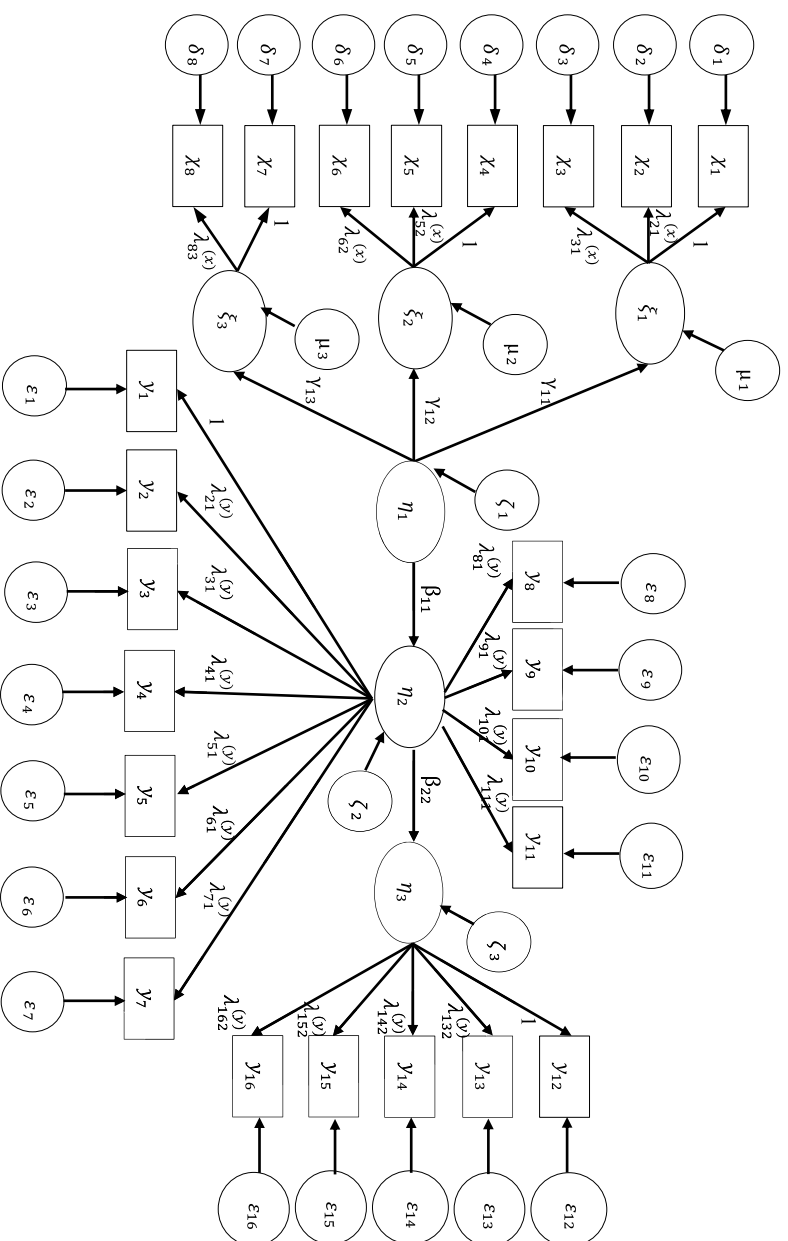 δ₈ δ₇ δ₆ δ₅ δ₄ δ₃ δ₂ δ₁
χ₈ χ₇ χ₆ χ₅ χ₄ χ₃ χ₂ χ₁
λ₈₃⁽ˣ⁾ 1 λ₆₂⁽ˣ⁾ λ₅₂⁽ˣ⁾ 1 λ₃₁⁽ˣ⁾ λ₂₁⁽ˣ⁾ 1
ξ₃ ξ₂ ξ₁
μ₃ μ₂ μ₁
γ₁₃ γ₁₂ γ₁₁
η₁ ζ₁
β₁₁
η₂ ζ₂
β₂₂
η₃ ζ₃
ε₁ y₁ 1
ε₂ y₂ λ₂₁⁽ʸ⁾
ε₃ y₃ λ₃₁⁽ʸ⁾
ε₄ y₄ λ₄₁⁽ʸ⁾
ε₅ y₅ λ₅₁⁽ʸ⁾
ε₆ y₆ λ₆₁⁽ʸ⁾
ε₇ y₇ λ₇₁⁽ʸ⁾
λ₈₁⁽ʸ⁾ y₈ ε₈
λ₉₁⁽ʸ⁾ y₉ ε₉
λ₁₀₁⁽ʸ⁾ y₁₀ ε₁₀
λ₁₁₁⁽ʸ⁾ y₁₁ ε₁₁
λ₁₆₂⁽ʸ⁾ λ₁₅₂⁽ʸ⁾ λ₁₄₂⁽ʸ⁾ λ₁₃₂⁽ʸ⁾ 1
y₁₆ y₁₅ y₁₄ y₁₃ y₁₂
ε₁₆ ε₁₅ ε₁₄ ε₁₃ ε₁₂